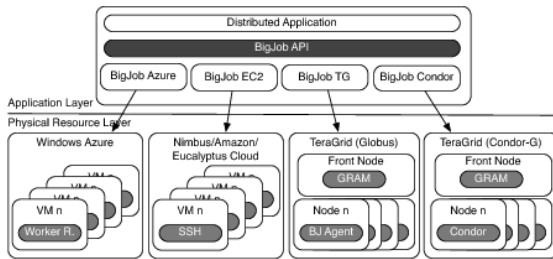 Distributed Application
BigJob API
BigJob Azure BigJob EC2 BigJob TG BigJob Condor
Application Layer
Physical Resource Layer
Windows Azure
VM n
Worker R.
Nimbus/Amazon/
Eucalyptus Cloud
VM n
SSH
TeraGrid (Globus)
Front Node
GRAM
Node n
BJ Agent
TeraGrid (Condor-G)
Front Node
GRAM
Node n
Condor